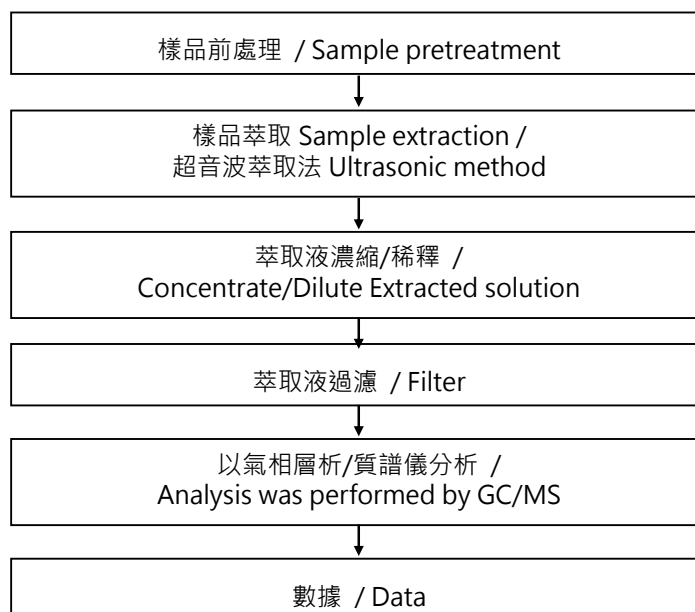 樣品前處理 / Sample pretreatment
樣品萃取 Sample extraction /
超音波萃取法 Ultrasonic method
萃取液濃縮/稀釋 /
Concentrate/Dilute Extracted solution
萃取液過濾 / Filter
以氣相層析/質譜儀分析 /
Analysis was performed by GC/MS
數據 / Data